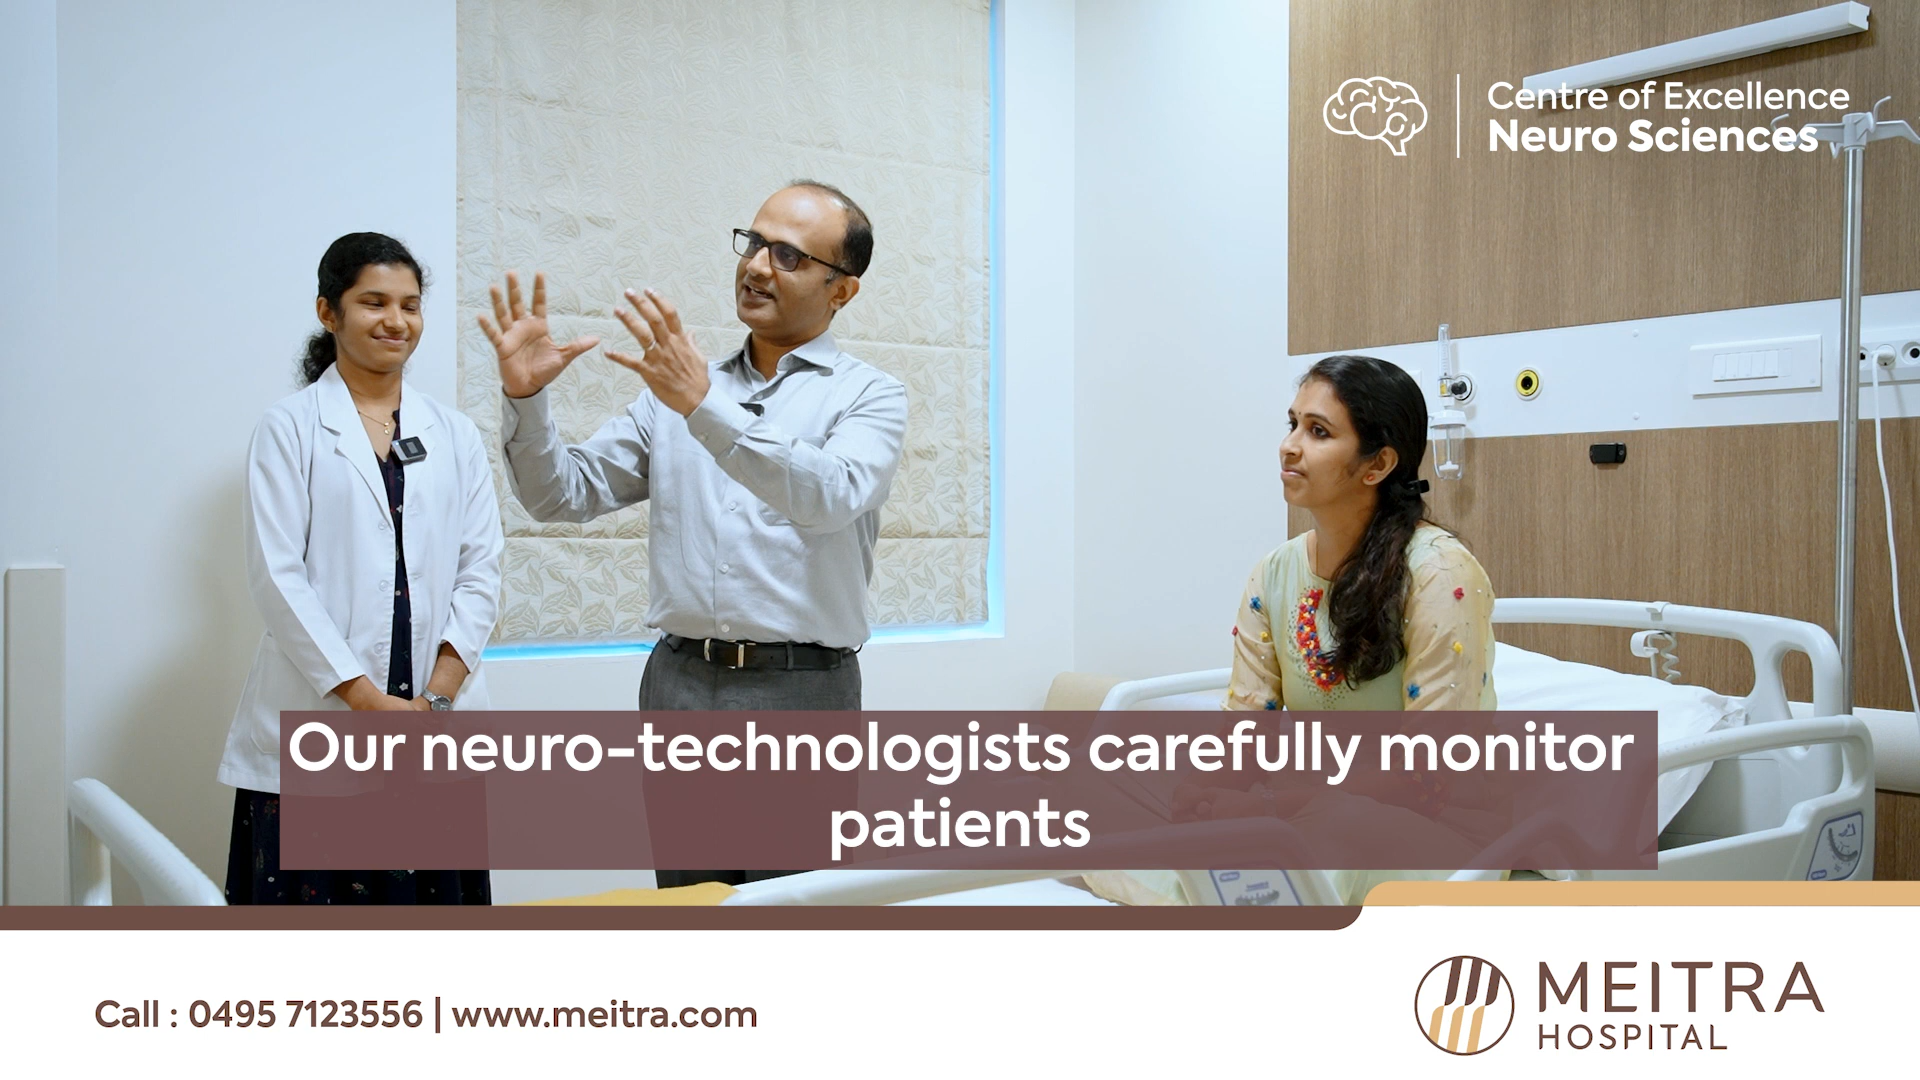 Centre of Excellence
Neuro Sciences
Our neuro-technologists carefully monitor
patients
Call : 0495 7123556 | www.meitra.com
MEITRA
HOSPITAL